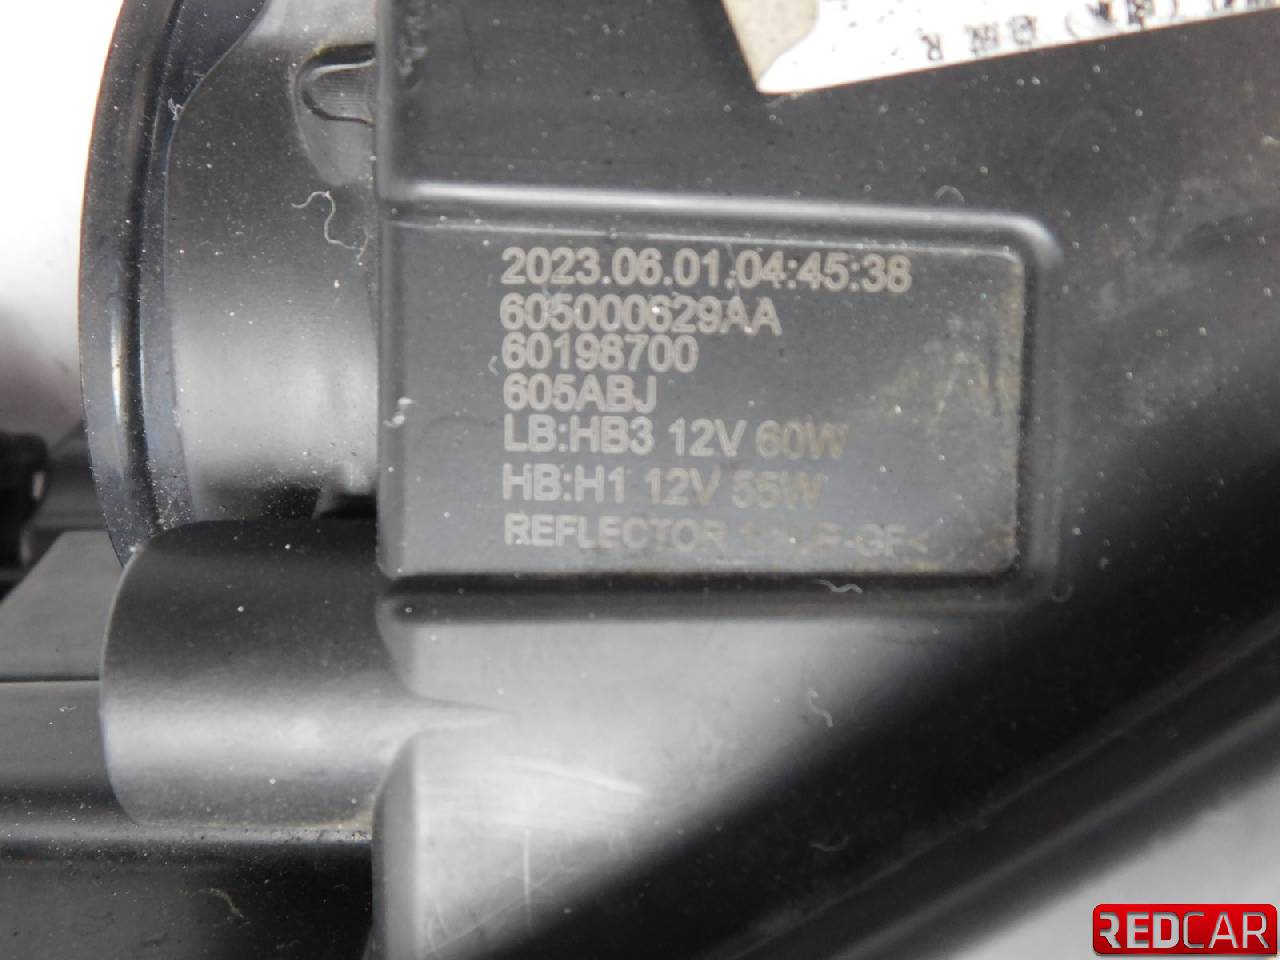 2023.06.01.04:45:38
605000629AA
60198700
605ABJ
LB:HB3 12V 60W
HB:H1 12V 55W
REFLECTOR
REDCAR